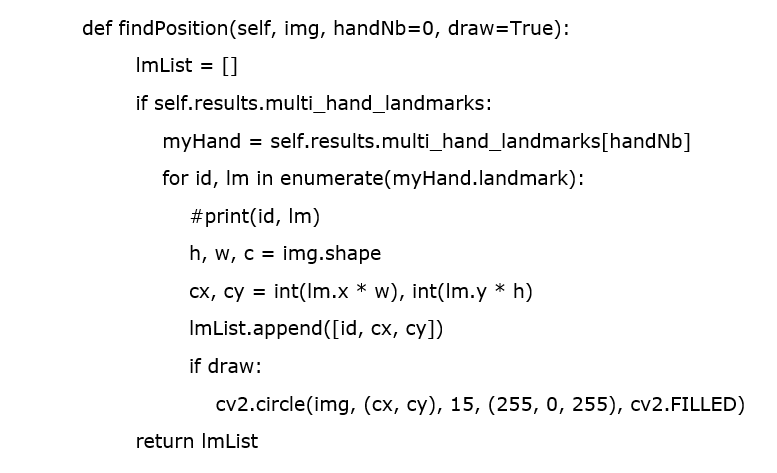 def findPosition(self, img, handNb=0, draw=True):
lmList = []
if self.results.multi_hand_landmarks:
myHand = self.results.multi_hand_landmarks[handNb]
for id, lm in enumerate(myHand.landmark):
#print(id, lm)
h, w, c = img.shape
cx, cy = int(lm.x * w), int(lm.y * h)
lmList.append([id, cx, cy])
if draw:
cv2.circle(img, (cx, cy), 15, (255, 0, 255), cv2.FILLED)
return lmList